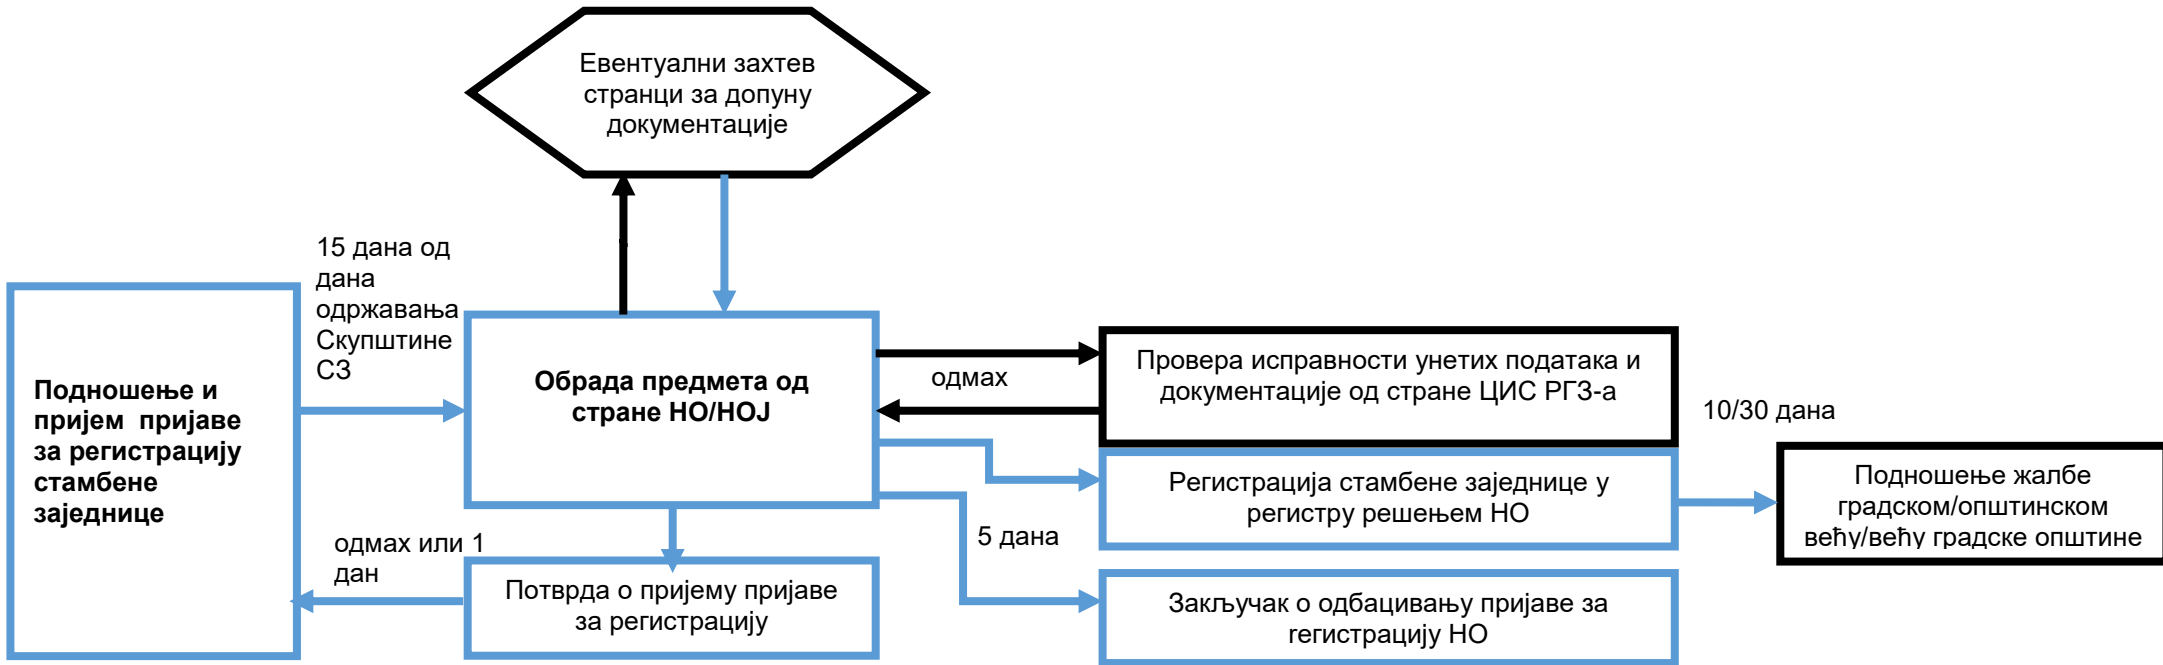 Евентуални захтев
странци за допуну
документације
15 дана од
дана
одржавања
Скупштине
СЗ
Подношење и
пријем пријаве
за регистрацију
стамбене
заједнице
Обрада предмета од
стране НО/НОЈ
одмах
Провера исправности унетих података и
документације од стране ЦИС РГЗ-а
10/30 дана
Регистрација стамбене заједнице у
регистру решењем НО
Подношење жалбе
градском/општинском
већу/већу градске општине
5 дана
одмах или 1
дан
Потврда о пријему пријаве
за регистрацију
Закључак о одбацивању пријаве за
гегистрацију НО